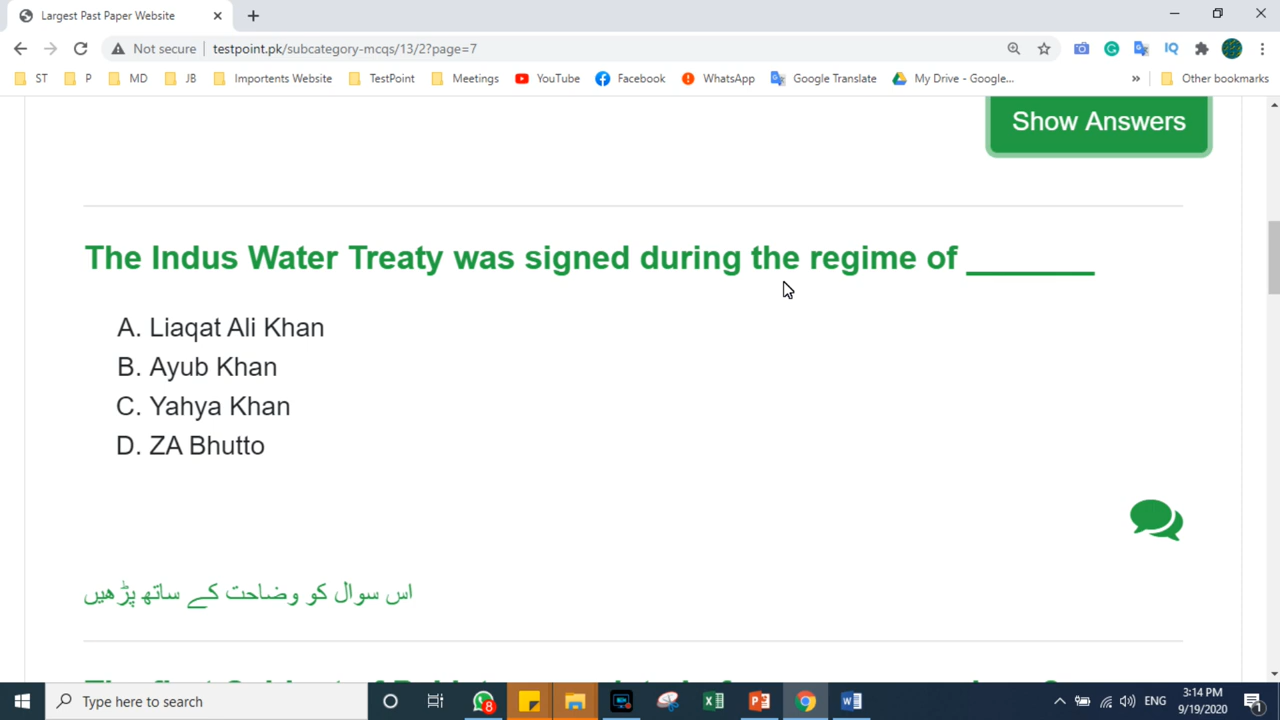 Largest Past Paper Website
Not secure testpoint.pk/subcategory-mcqs/13/2?page=7
ST P MD JB Importents Website TestPoint Meetings YouTube Facebook WhatsApp Google Translate My Drive - Google... » Other bookmarks
Show Answers
The Indus Water Treaty was signed during the regime of _______
A. Liaqat Ali Khan
B. Ayub Khan
C. Yahya Khan
D. ZA Bhutto
اس سوال کو وضاحت کے ساتھ پڑھیں
Type here to search
8
ENG
3:14 PM
9/19/2020
1